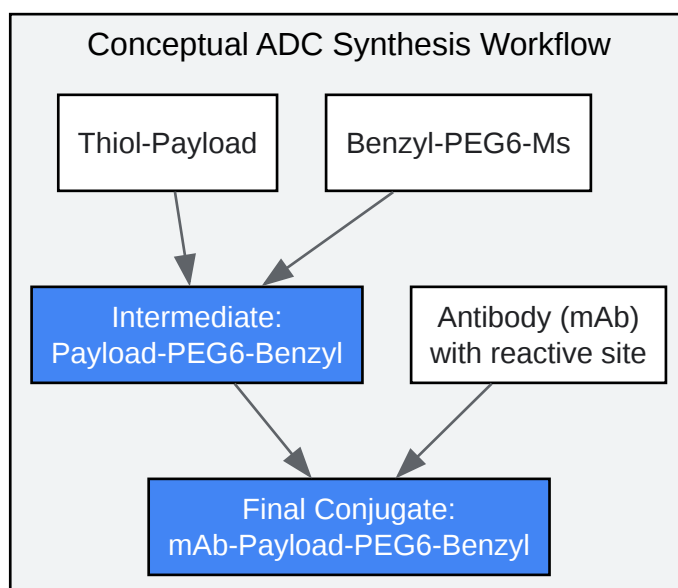 Conceptual ADC Synthesis Workflow
Thiol-Payload
Benzyl-PEG6-Ms
Intermediate:
Payload-PEG6-Benzyl
Antibody (mAb)
with reactive site
Final Conjugate:
mAb-Payload-PEG6-Benzyl